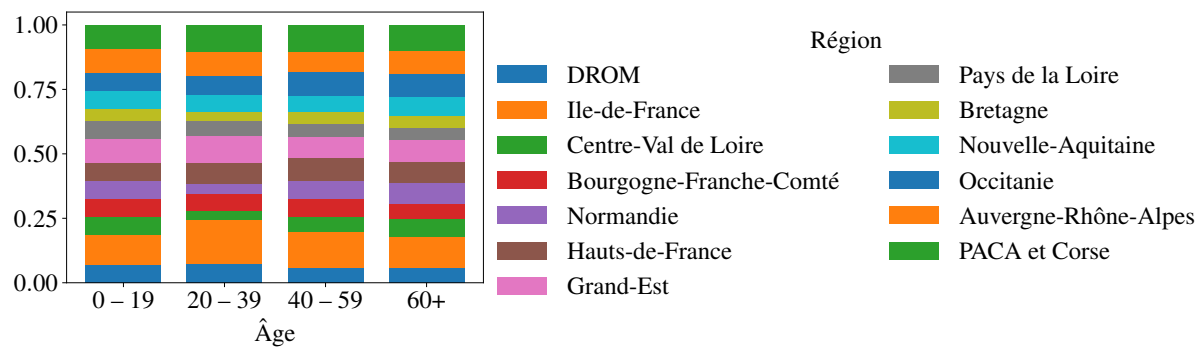 1.00
0.75
0.50
0.25
0.00
0 – 19
20 – 39
40 – 59
60+
Âge
Région
DROM
Ile-de-France
Centre-Val de Loire
Bourgogne-Franche-Comté
Normandie
Hauts-de-France
Grand-Est
Pays de la Loire
Bretagne
Nouvelle-Aquitaine
Occitanie
Auvergne-Rhône-Alpes
PACA et Corse